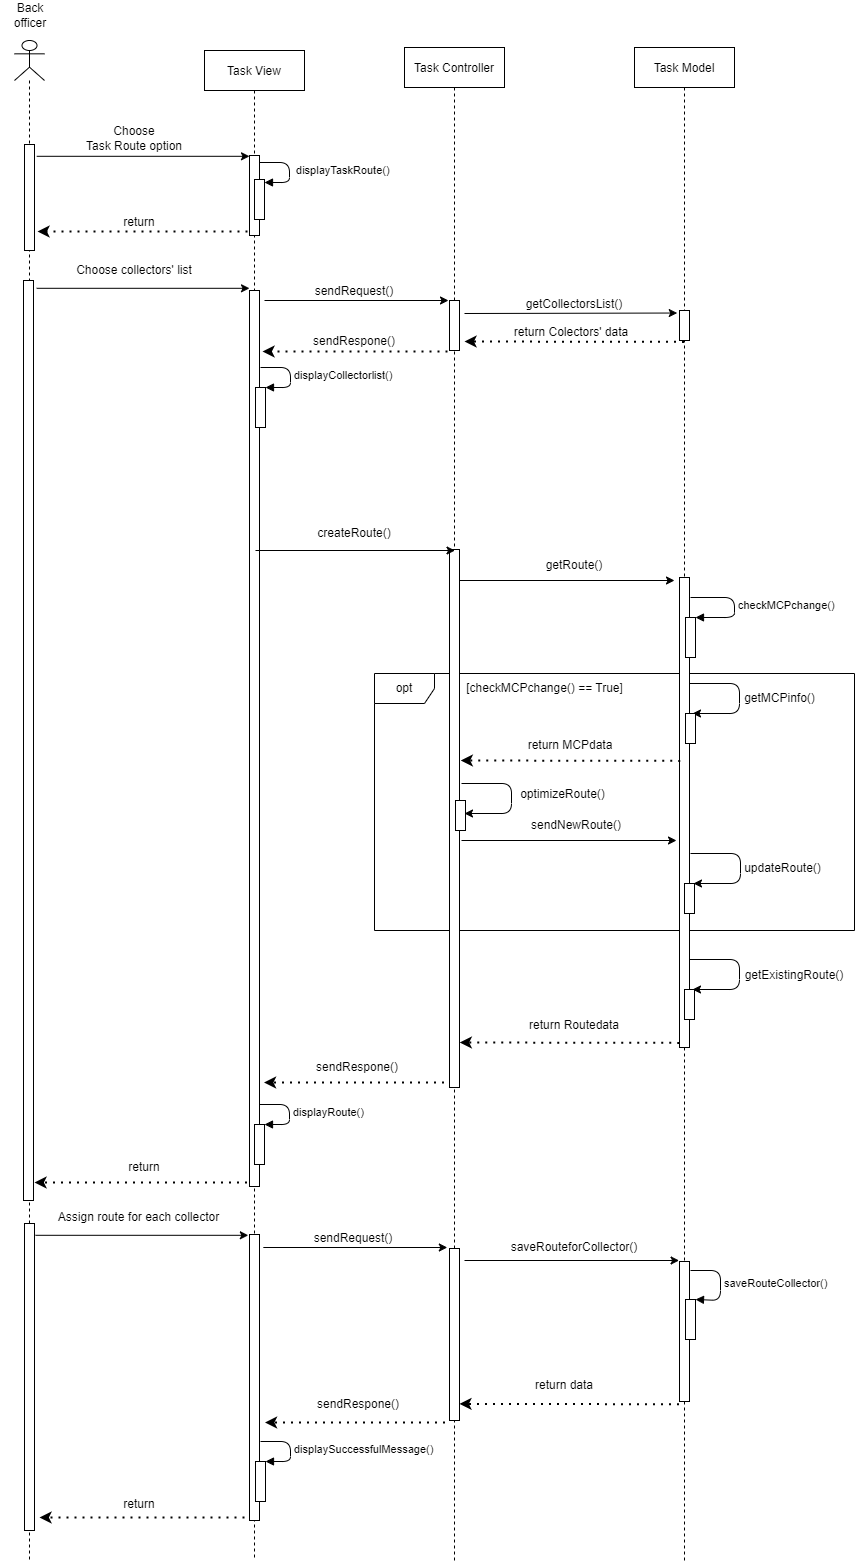 Back
officer
Task View
Task Controller
Task Model
Choose
Task Route option
displayTaskRoute()
return
Choose collectors' list
sendRequest()
getCollectorsList()
return Colectors' data
sendRespone()
displayCollectorlist()
createRoute()
getRoute()
checkMCPchange()
opt
[checkMCPchange() == True]
getMCPinfo()
return MCPdata
optimizeRoute()
sendNewRoute()
updateRoute()
getExistingRoute()
return Routedata
sendRespone()
displayRoute()
return
Assign route for each collector
sendRequest()
saveRouteforCollector()
saveRouteCollector()
return data
sendRespone()
displaySuccessfulMessage()
return